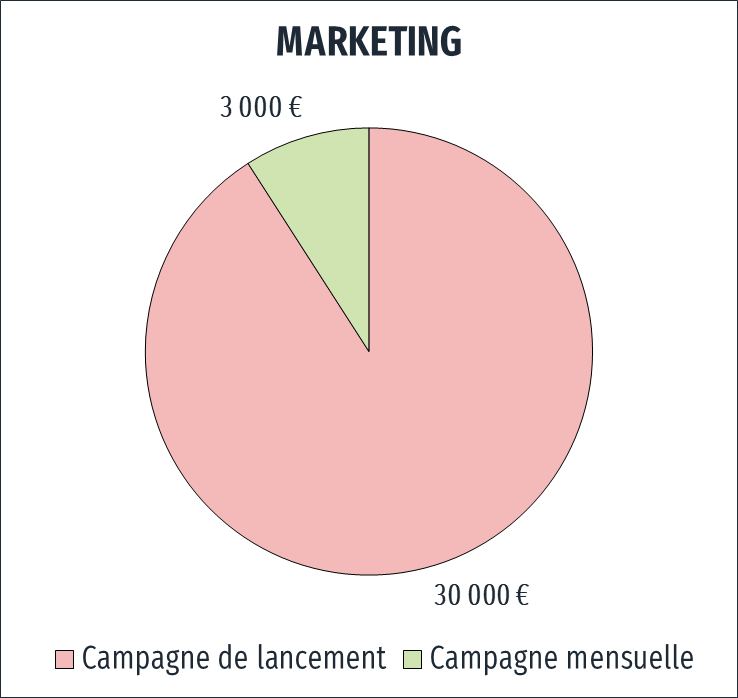 MARKETING
3 000 €
30 000 €
Campagne de lancement Campagne mensuelle